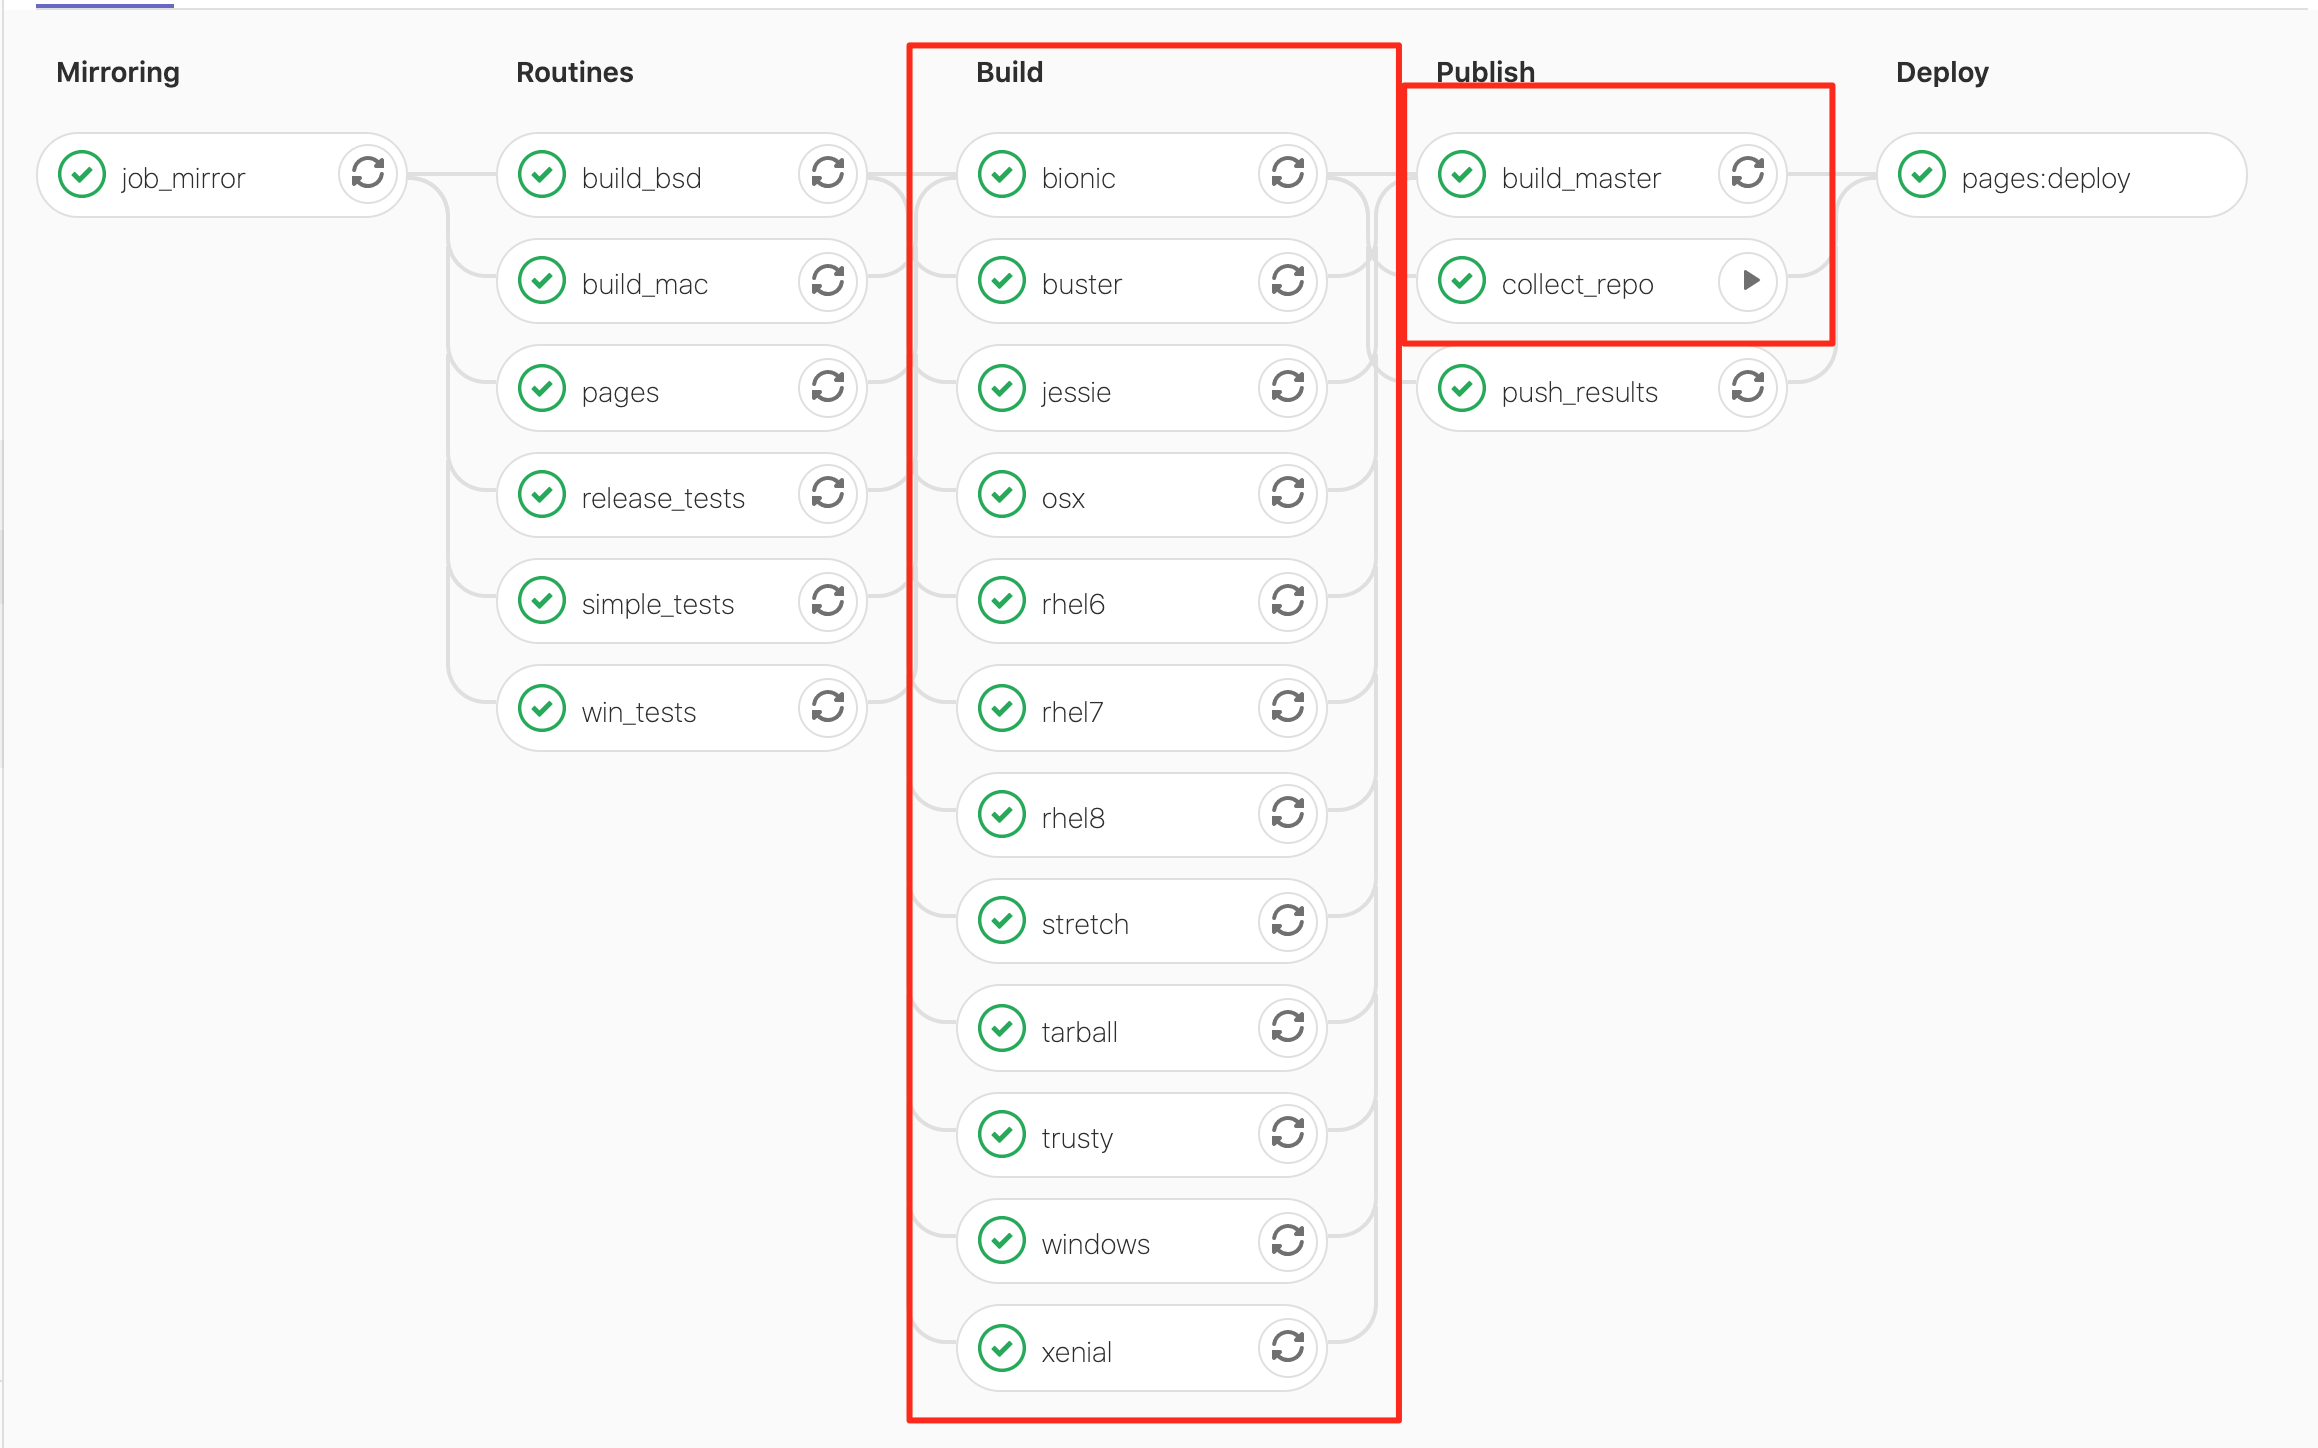 Mirroring
job_mirror
Routines
build_bsd
build_mac
pages
release_tests
simple_tests
win_tests
Build
bionic
buster
jessie
osx
rhel6
rhel7
rhel8
stretch
tarball
trusty
windows
xenial
Publish
build_master
collect_repo
push_results
Deploy
pages:deploy